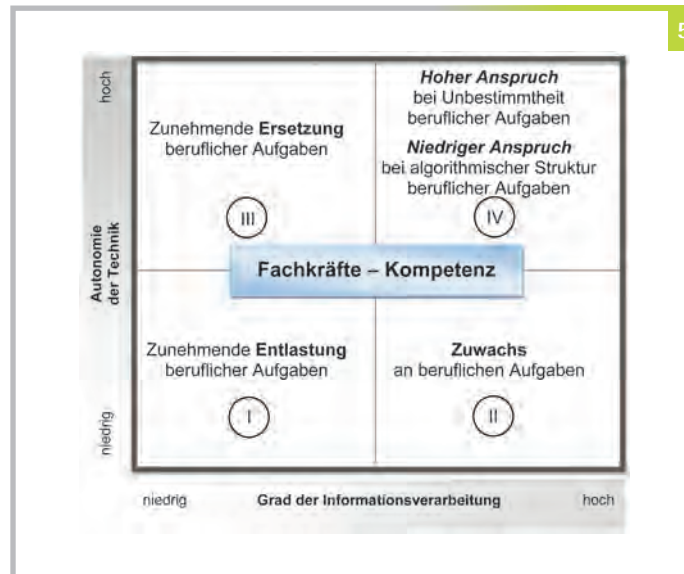 5
hoch
Zunehmende Ersetzung
beruflicher Aufgaben
III
Hoher Anspruch
bei Unbestimmtheit
beruflicher Aufgaben
Niedriger Anspruch
bei algorithmischer Struktur
beruflicher Aufgaben
IV
Autonomie
der Technik
Fachkräfte – Kompetenz
Zunehmende Entlastung
beruflicher Aufgaben
I
Zuwachs
an beruflichen Aufgaben
II
niedrig
niedrig
Grad der Informationsverarbeitung
hoch